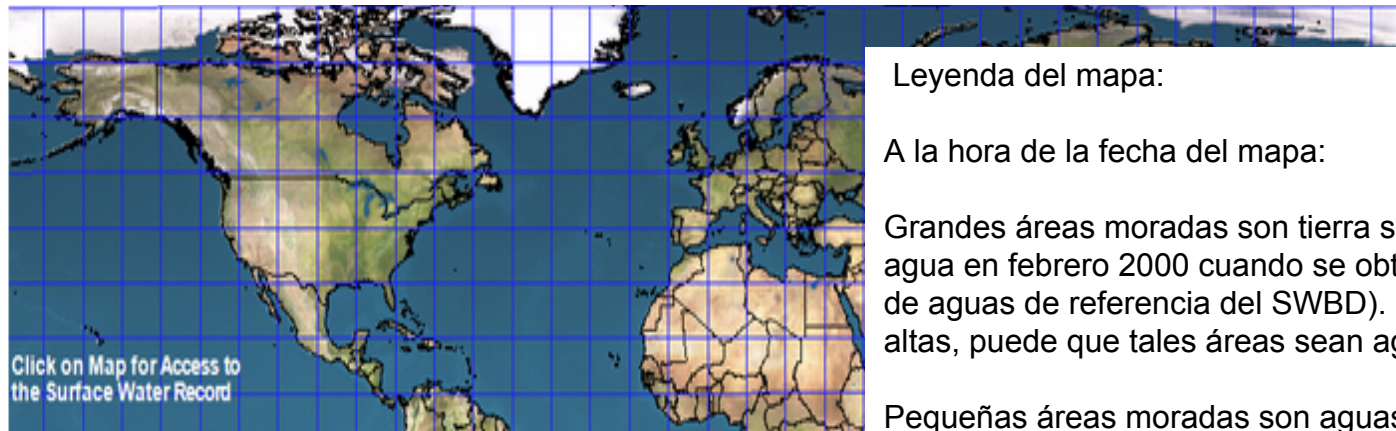 Click on Map for Access to
the Surface Water Record
Leyenda del mapa:
A la hora de la fecha del mapa:
Grandes áreas moradas son tierra
agua en febrero 2000 cuando se
de aguas de referencia del SWBD).
altas, puede que tales áreas sean
Pequeñas áreas moradas son aguas